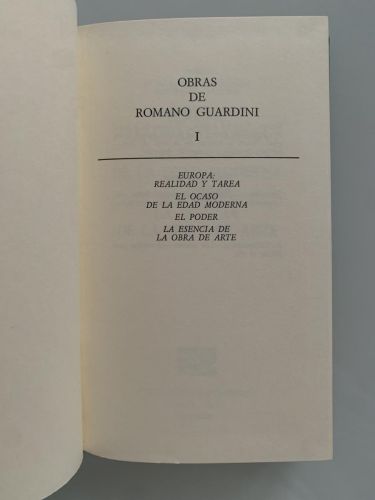 OBRAS
DE
ROMANO GUARDINI
I
EUROPA:
REALIDAD Y TAREA
EL OCASO
DE LA EDAD MODERNA
EL PODER
LA ESENCIA DE
LA OBRA DE ARTE